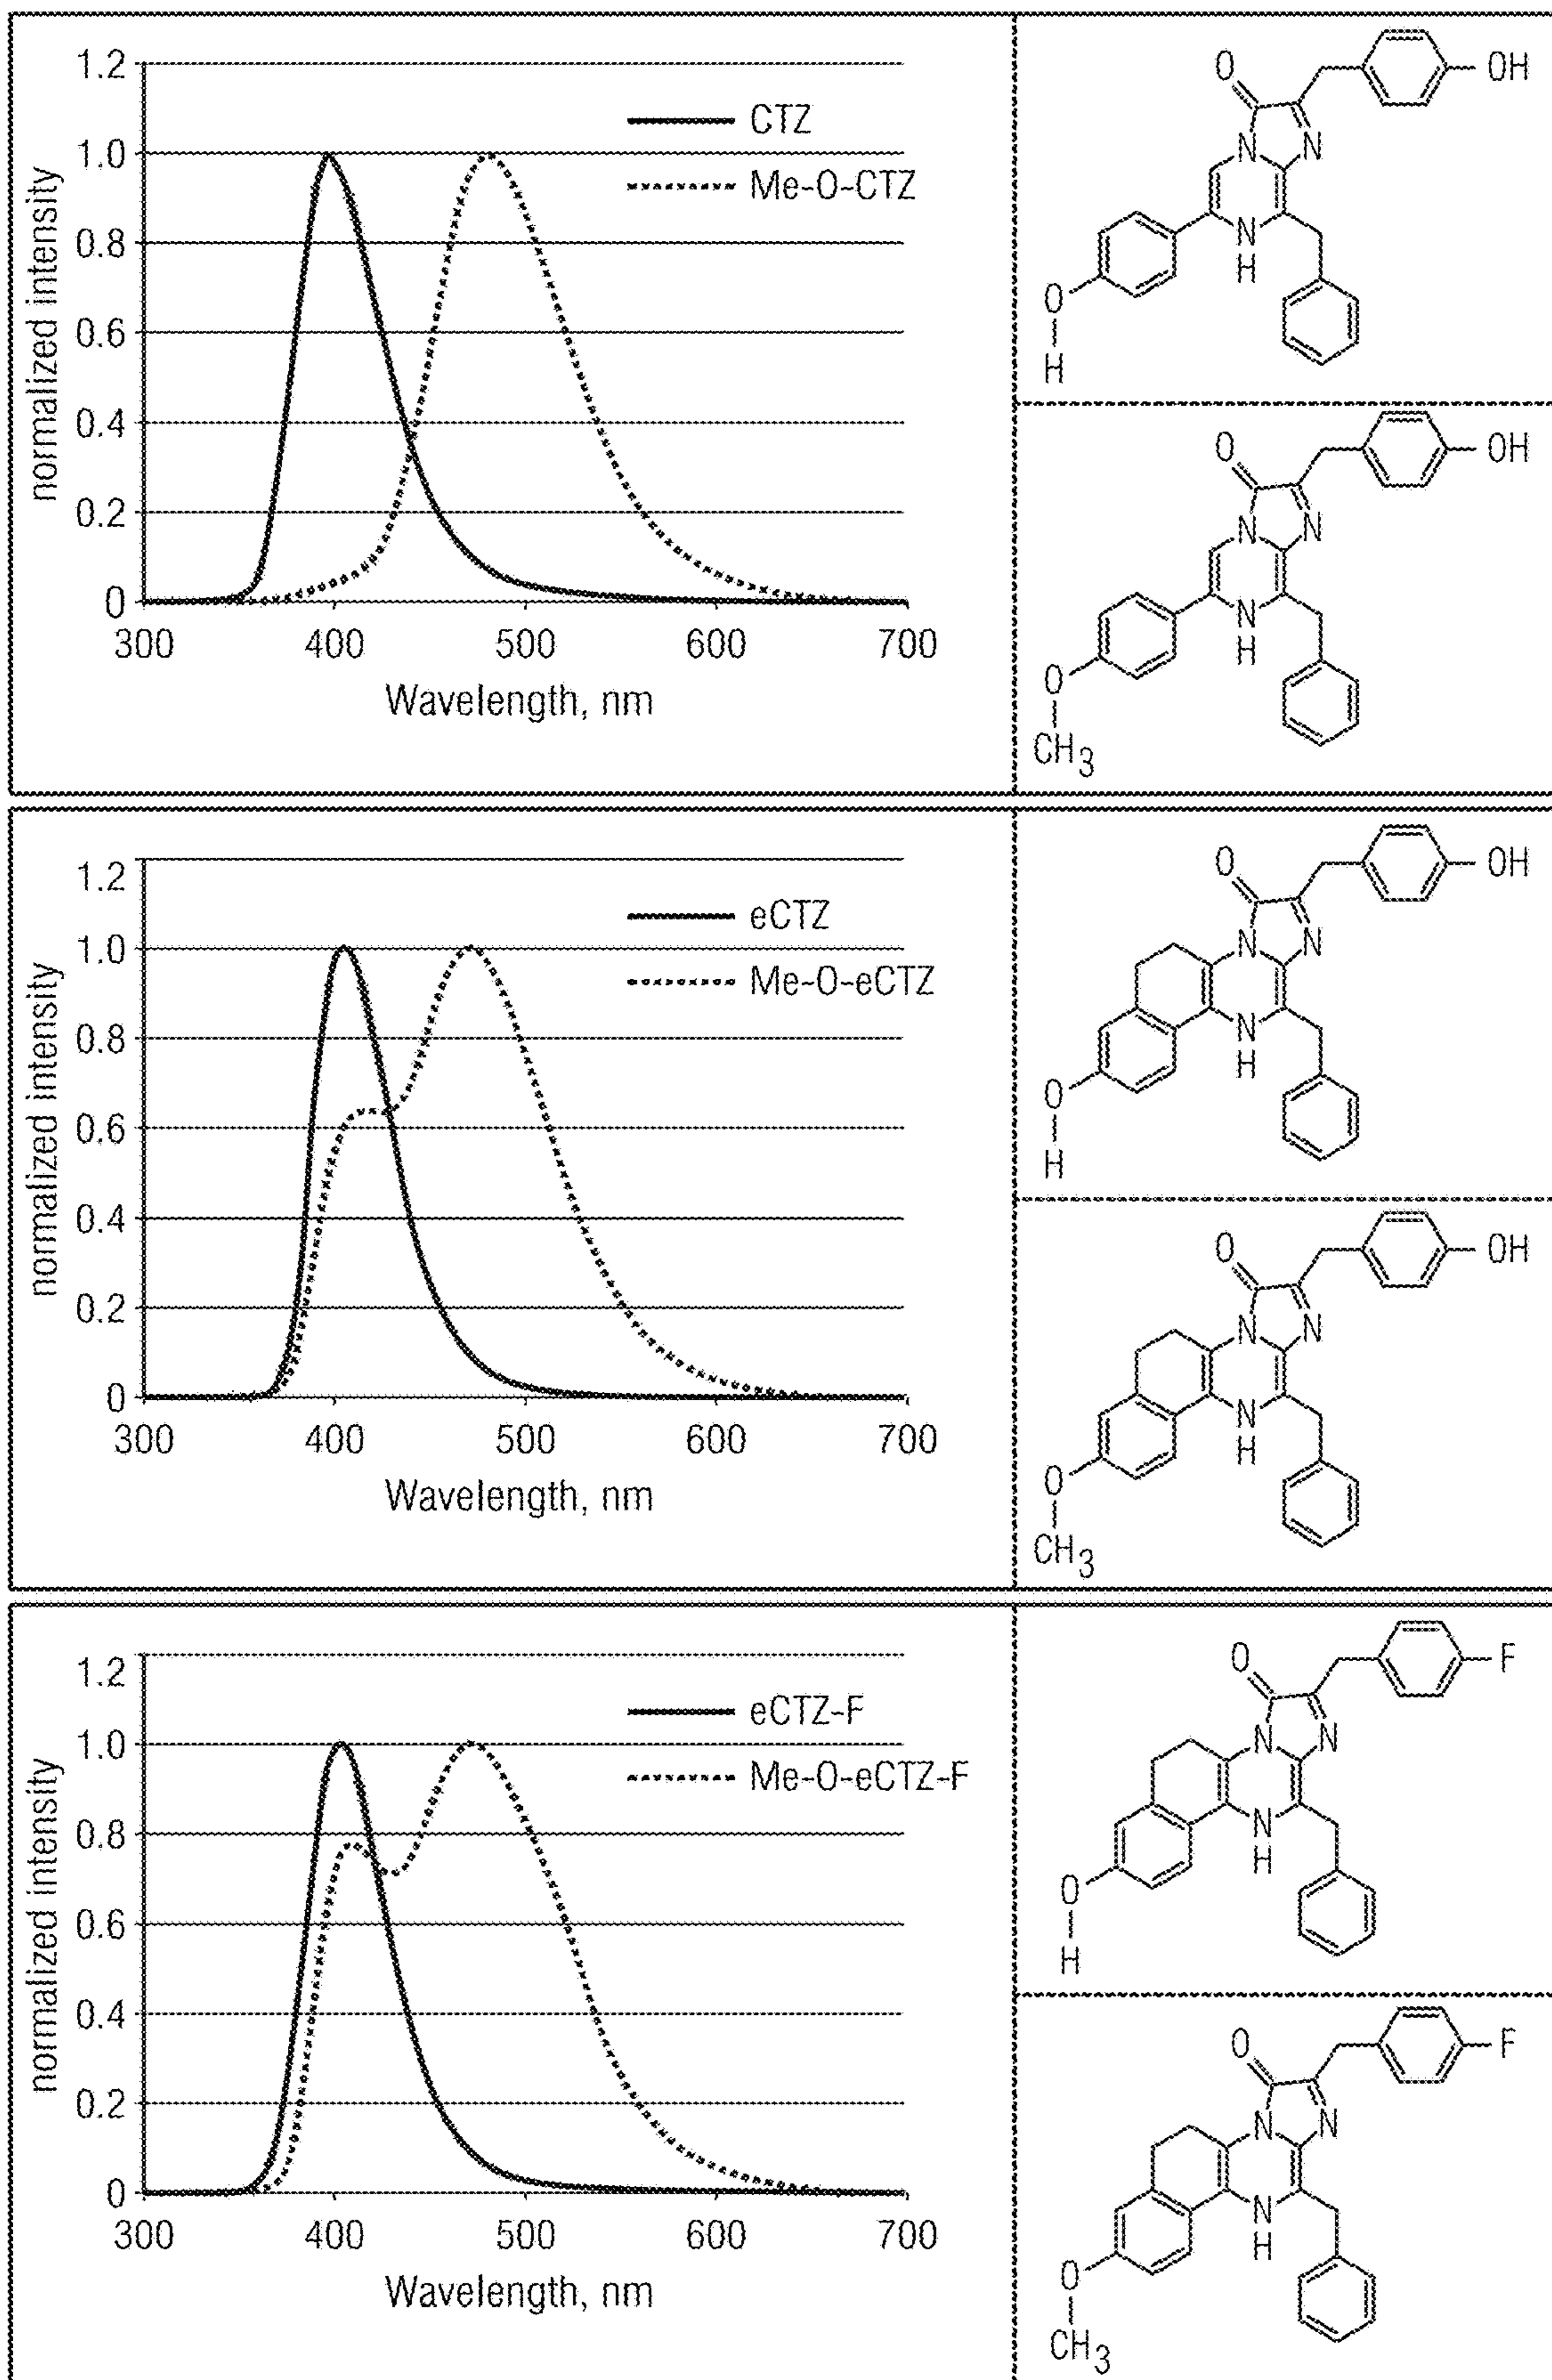 normalized intensity
1.2
1.0
0.8
0.6
0.4
0.2
0
300 400 500 600 700
Wavelength, nm
CTZ
Me-O-CTZ
O
OH
N
N
N
H
O
H
O
OH
N
N
N
H
O
CH3
normalized intensity
1.2
1.0
0.8
0.6
0.4
0.2
0
300 400 500 600 700
Wavelength, nm
eCTZ
Me-O-eCTZ
O
OH
N
N
N
H
O
H
O
OH
N
N
N
H
O
CH3
normalized intensity
1.2
1.0
0.8
0.6
0.4
0.2
0
300 400 500 600 700
Wavelength, nm
eCTZ-F
Me-O-eCTZ-F
O
F
N
N
N
H
O
H
O
F
N
N
N
H
O
CH3